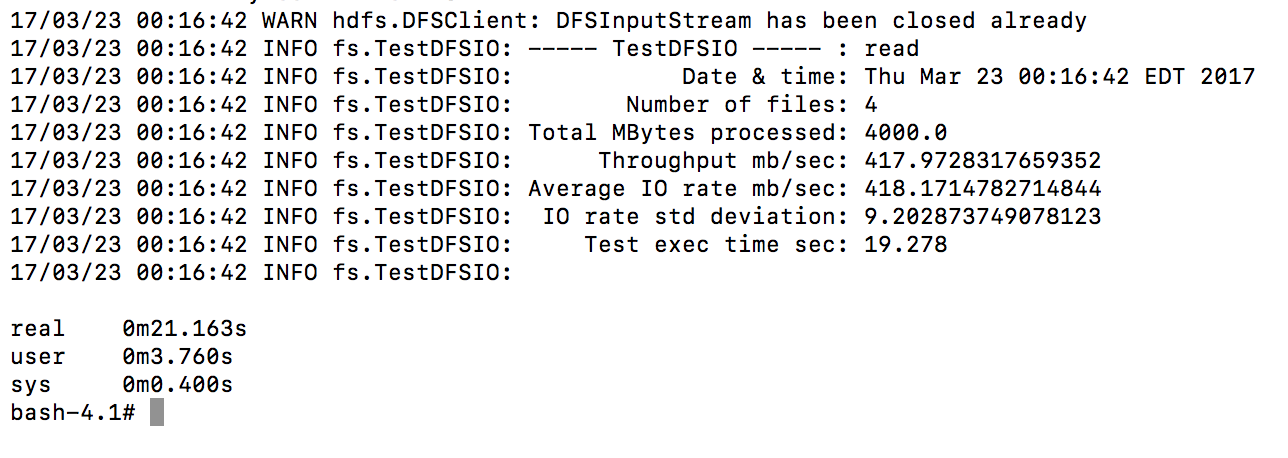 17/03/23 00:16:42 WARN hdfs.DFSClient: DFSInputStream has been closed already
17/03/23 00:16:42 INFO fs.TestDFSIO: ----- TestDFSIO ----- : read
17/03/23 00:16:42 INFO fs.TestDFSIO:            Date & time: Thu Mar 23 00:16:42 EDT 2017
17/03/23 00:16:42 INFO fs.TestDFSIO:        Number of files: 4
17/03/23 00:16:42 INFO fs.TestDFSIO: Total MBytes processed: 4000.0
17/03/23 00:16:42 INFO fs.TestDFSIO:      Throughput mb/sec: 417.9728317659352
17/03/23 00:16:42 INFO fs.TestDFSIO: Average IO rate mb/sec: 418.1714782714844
17/03/23 00:16:42 INFO fs.TestDFSIO:  IO rate std deviation: 9.202873749078123
17/03/23 00:16:42 INFO fs.TestDFSIO:     Test exec time sec: 19.278
17/03/23 00:16:42 INFO fs.TestDFSIO:
real    0m21.163s
user    0m3.760s
sys     0m0.400s
bash-4.1#